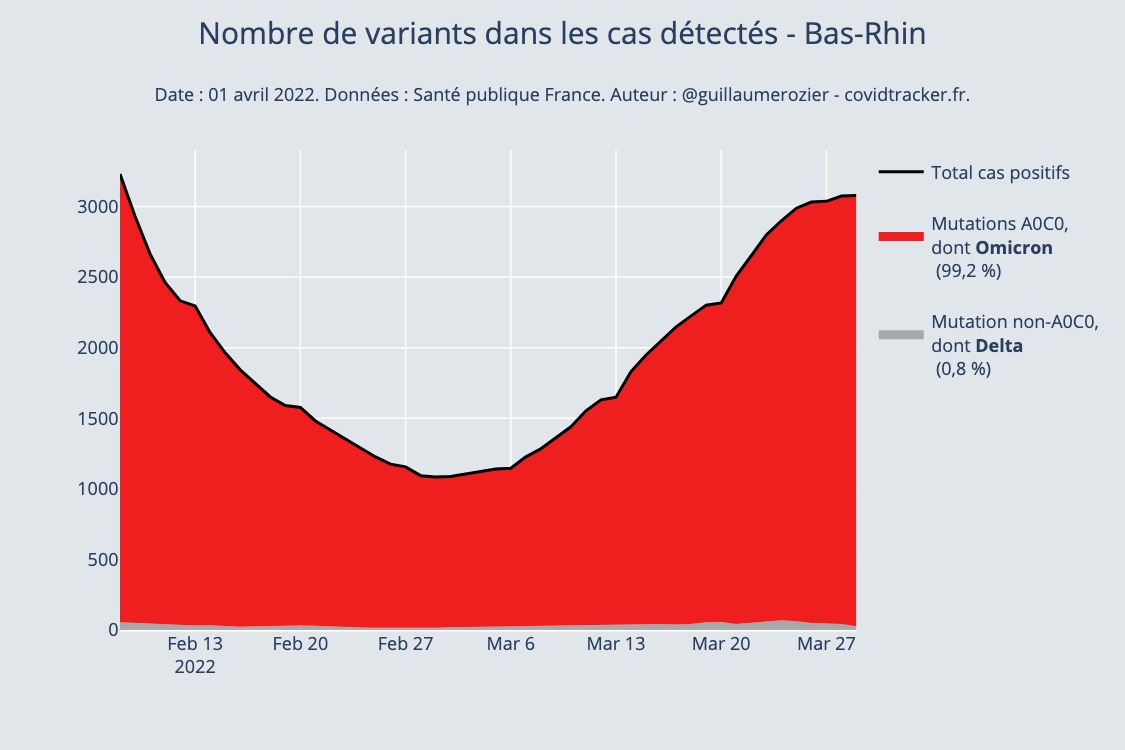 Nombre de variants dans les cas détectés - Bas-Rhin
Date : 01 avril 2022. Données : Santé publique France. Auteur : @guillaumerozier - covidtracker.fr.
Total cas positifs
Mutations A0C0,
dont Omicron
(99,2 %)
Mutation non-A0C0,
dont Delta
(0,8 %)
3000
2500
2000
1500
1000
500
0
Feb 13
2022
Feb 20
Feb 27
Mar 6
Mar 13
Mar 20
Mar 27